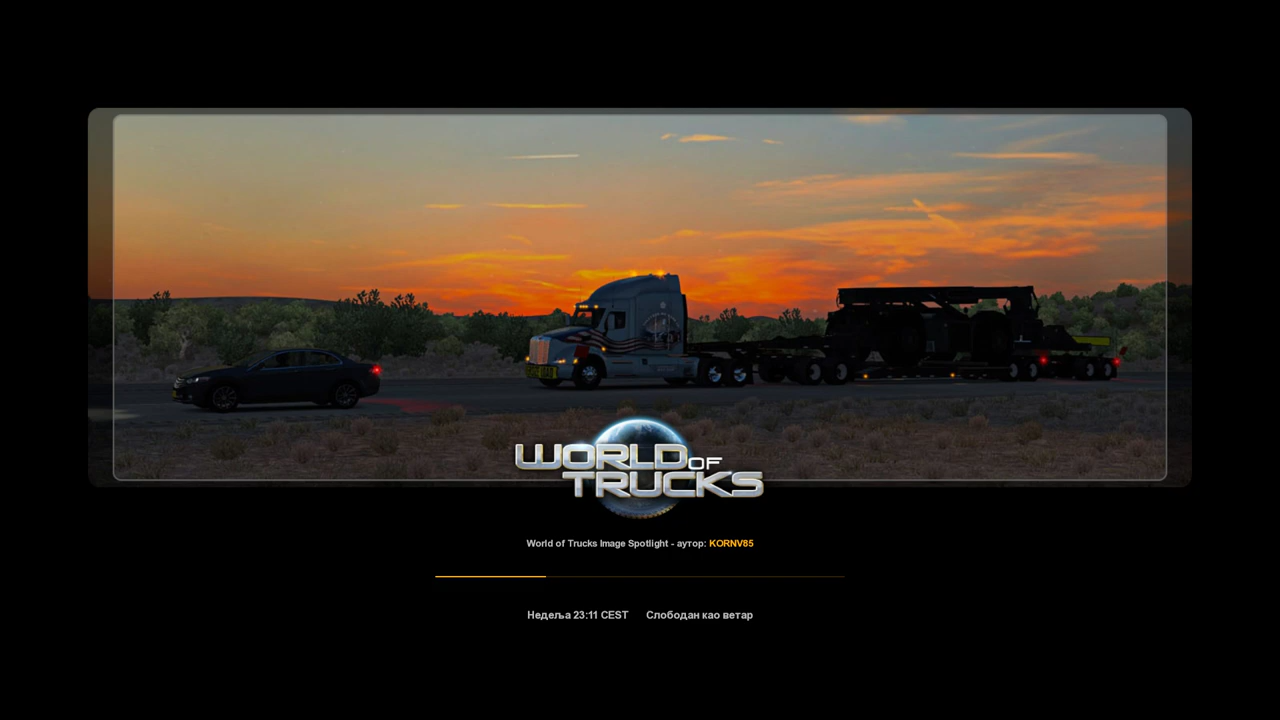 WORLD OF
TRUCKS
World of Trucks Image Spotlight - аутор: KORNV85
Недеља 23:11 CEST Слободан као ветар